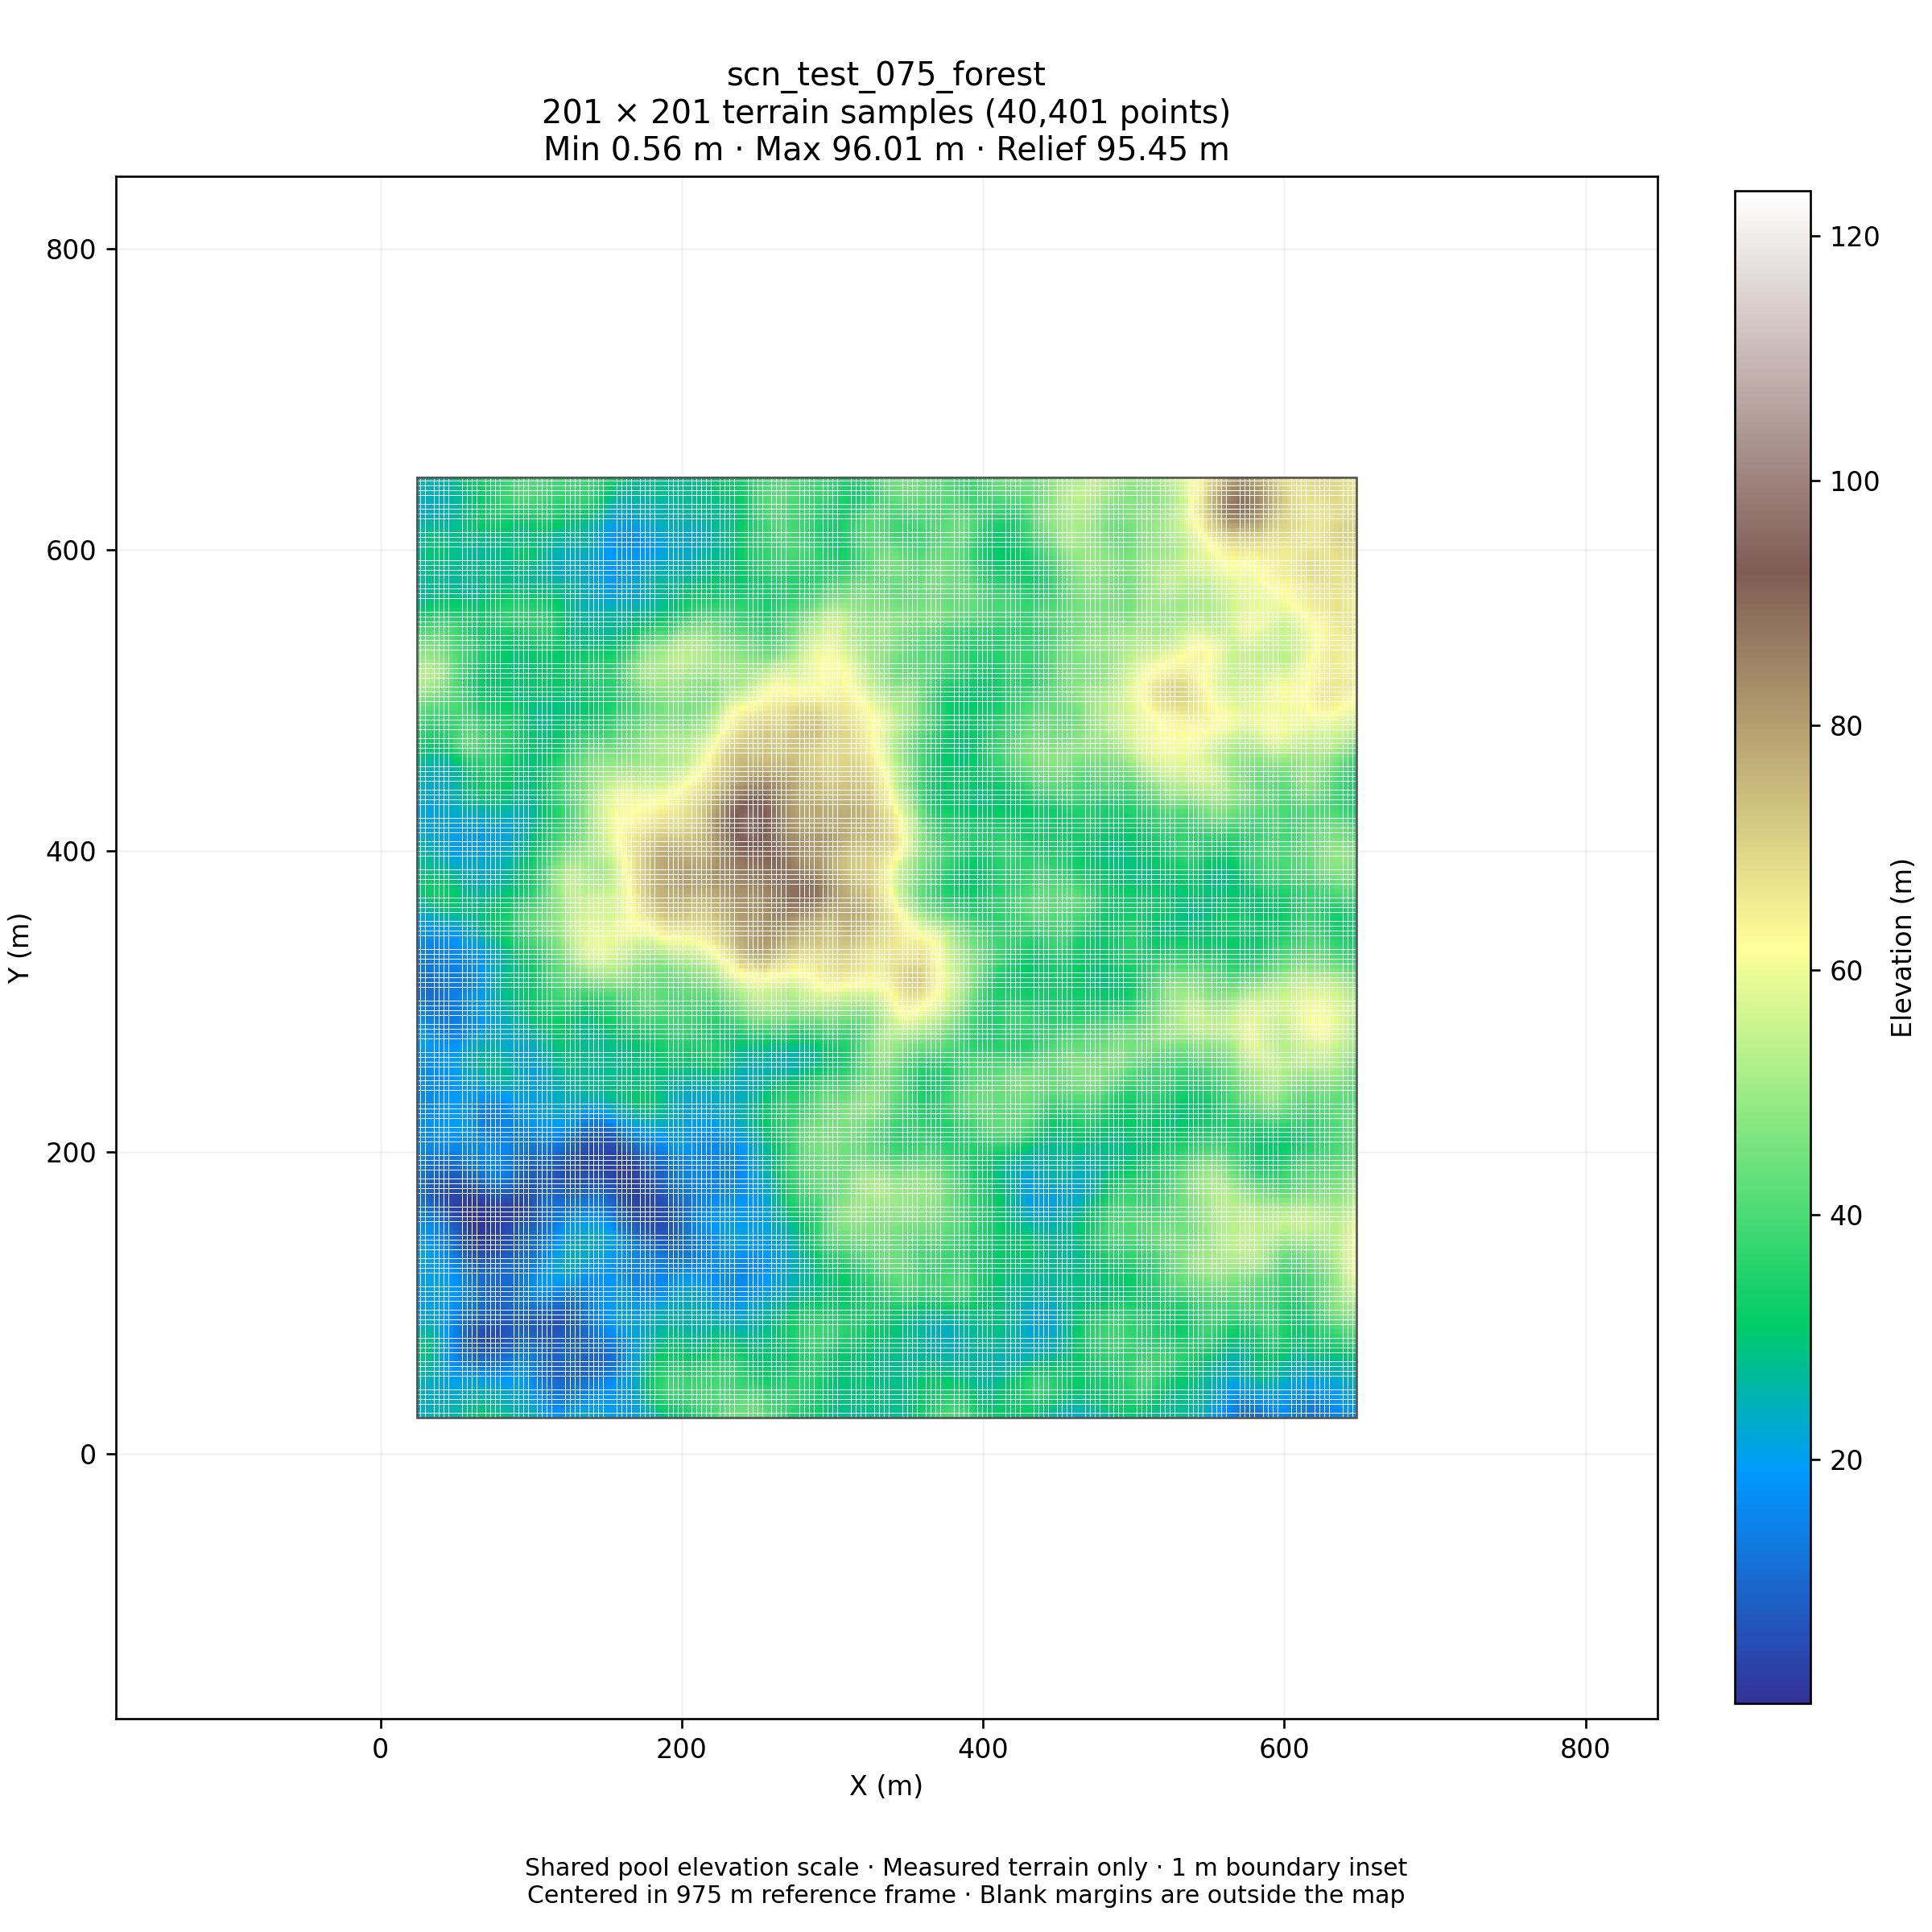 scn_test_075_forest
201 × 201 terrain samples (40,401 points)
Min 0.56 m · Max 96.01 m · Relief 95.45 m
800
600
400
200
0
Y (m)
0
200
400
600
800
X (m)
120
100
80
60
40
20
Elevation (m)
Shared pool elevation scale · Measured terrain only · 1 m boundary inset
Centered in 975 m reference frame · Blank margins are outside the map